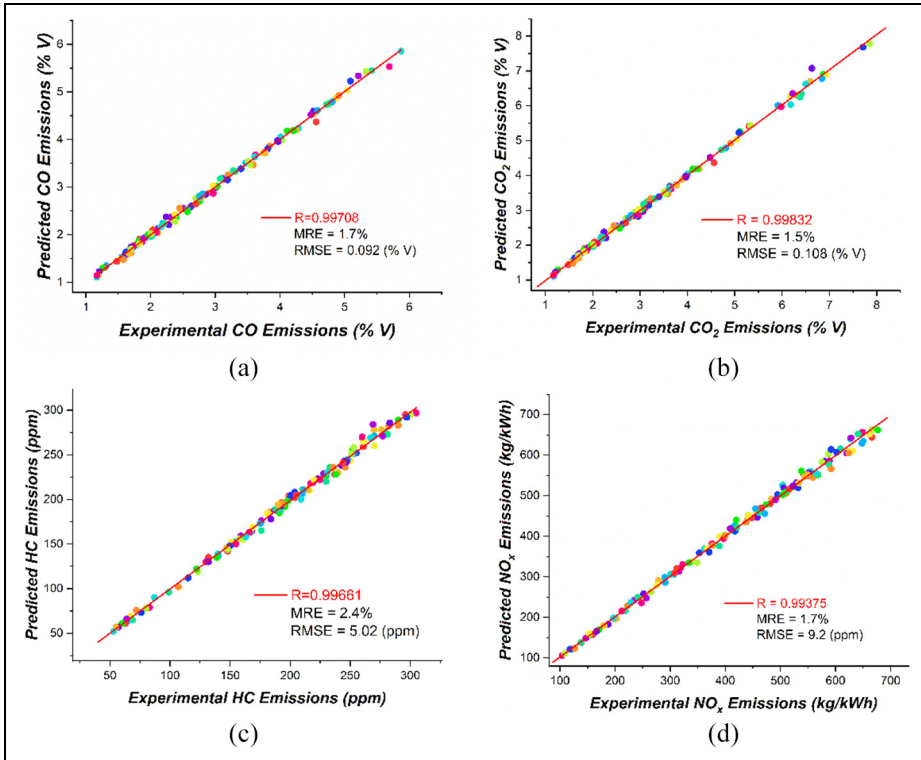 6
5
4
3
2
1
Predicted CO Emissions (% V)
R=0.99708
MRE = 1.7%
RMSE = 0.092 (% V)
1 2 3 4 5 6
Experimental CO Emissions (% V)
(a)
8
7
6
5
4
3
2
1
Predicted CO₂ Emissions (% V)
R = 0.99832
MRE = 1.5%
RMSE = 0.108 (% V)
1 2 3 4 5 6 7 8
Experimental CO₂ Emissions (% V)
(b)
300
250
200
150
100
50
Predicted HC Emissions (ppm)
R=0.99661
MRE = 2.4%
RMSE = 5.02 (ppm)
50 100 150 200 250 300
Experimental HC Emissions (ppm)
(c)
700
600
500
400
300
200
100
Predicted NOₓ Emissions (kg/kWh)
R = 0.99375
MRE = 1.7%
RMSE = 9.2 (ppm)
100 200 300 400 500 600 700
Experimental NOₓ Emissions (kg/kWh)
(d)